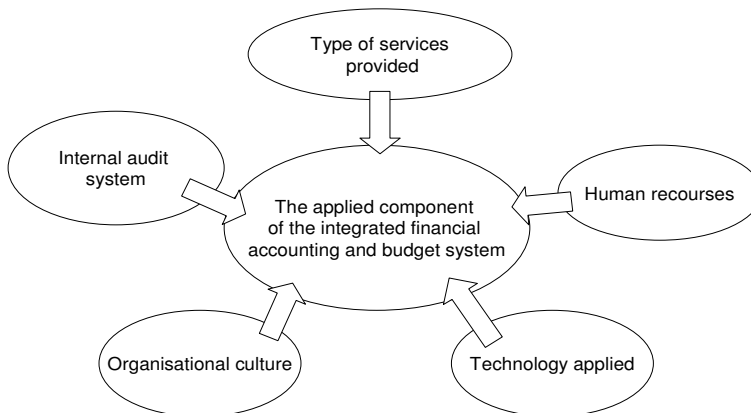 Type of services
provided
Internal audit
system
Human recourses
The applied component
of the integrated financial
accounting and budget system
Organisational culture
Technology applied